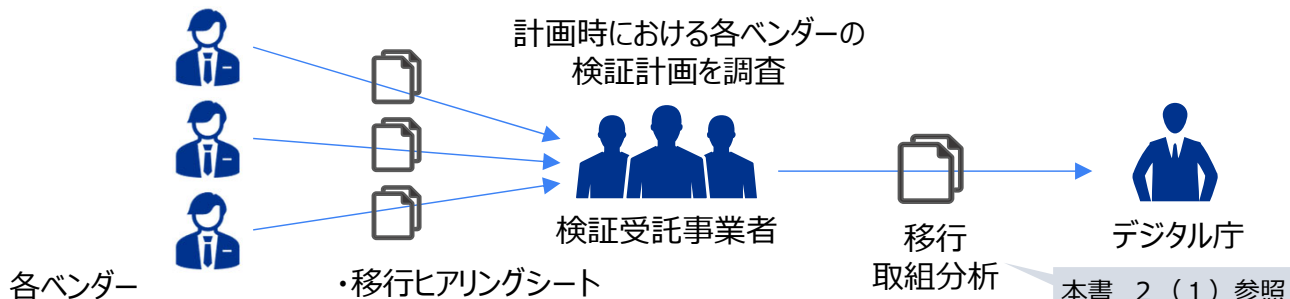 計画時における各ベンダーの
検証計画を調査
検証受託事業者
移行
取組分析
デジタル庁
各ベンダー
・移行ヒアリングシート
本書 2（1）参照